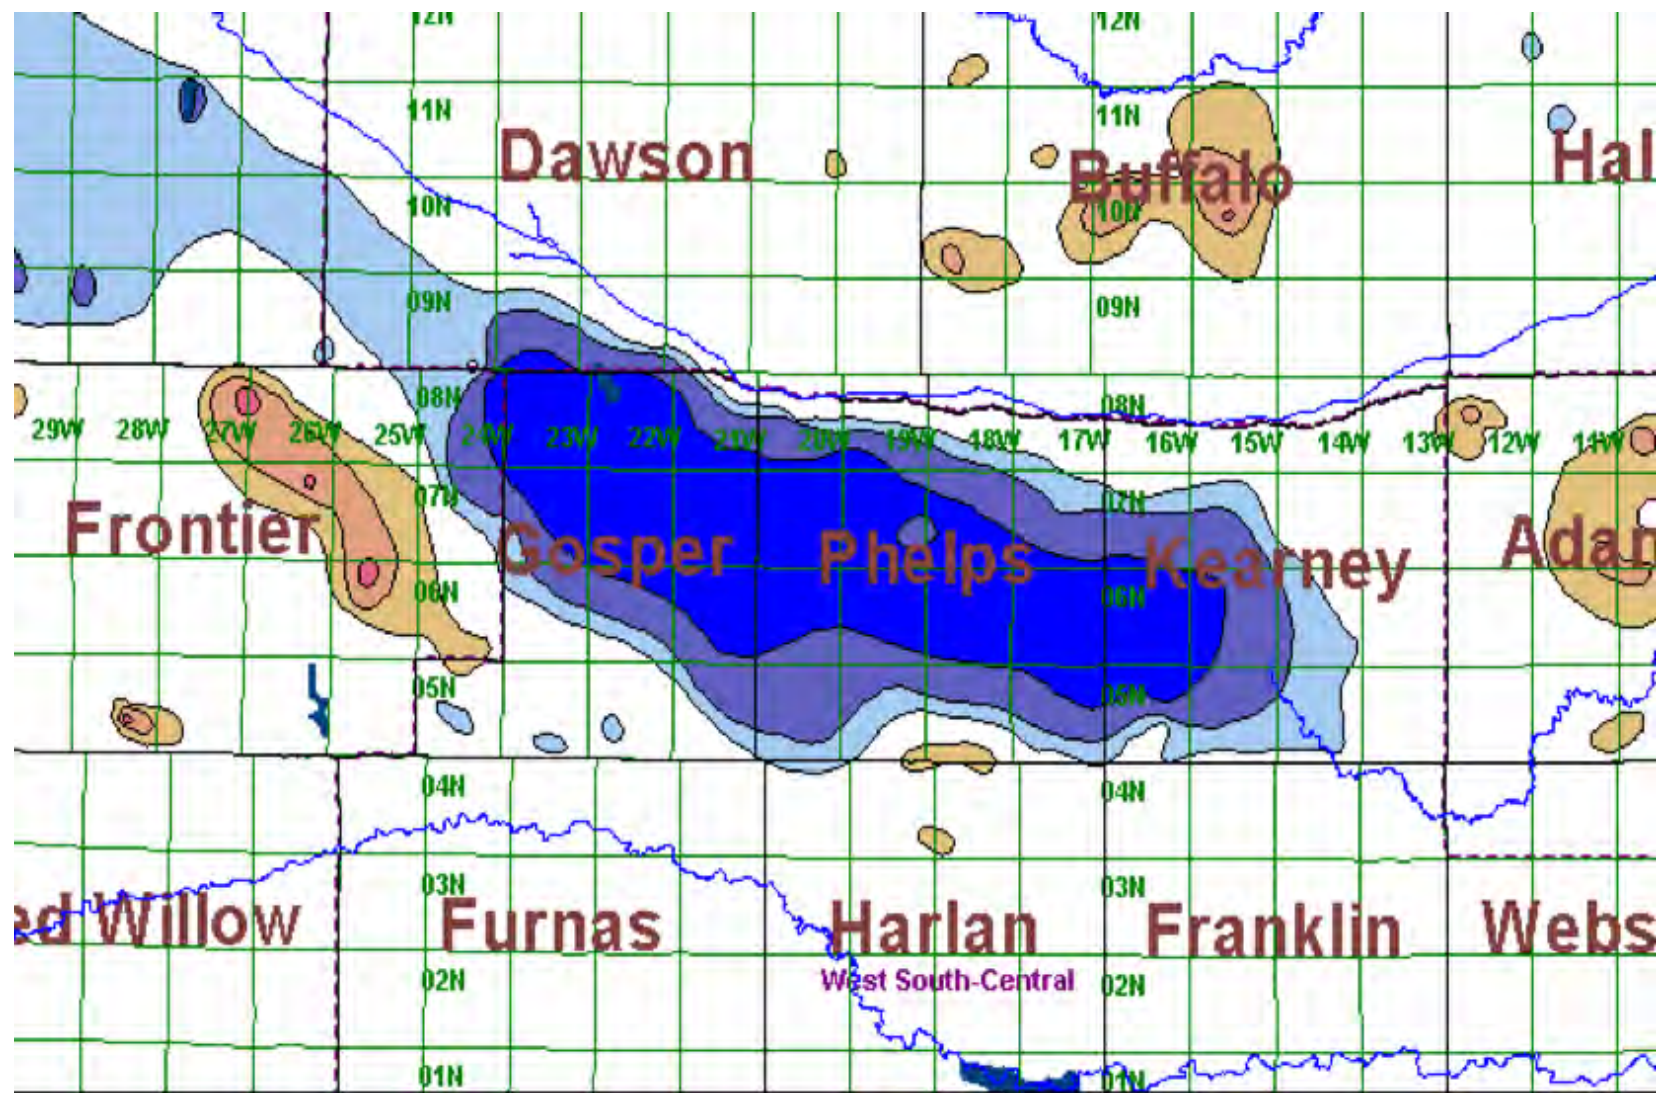 12N 12N
11N 11N
Dawson Buffalo Hal
10N 10N
09N 09N
08N 08N
29W 28W 27W 26W 25W 24W 23W 22W 21W 20W 19W 18W 17W 16W 15W 14W 13W 12W 11W
07N 07N
Frontier Gosper Phelps Kearney Adan
06N 06N
05N 05N
04N 04N
03N 03N
ed Willow Furnas Harlan Franklin Webs
West South-Central
02N 02N
01N 01N